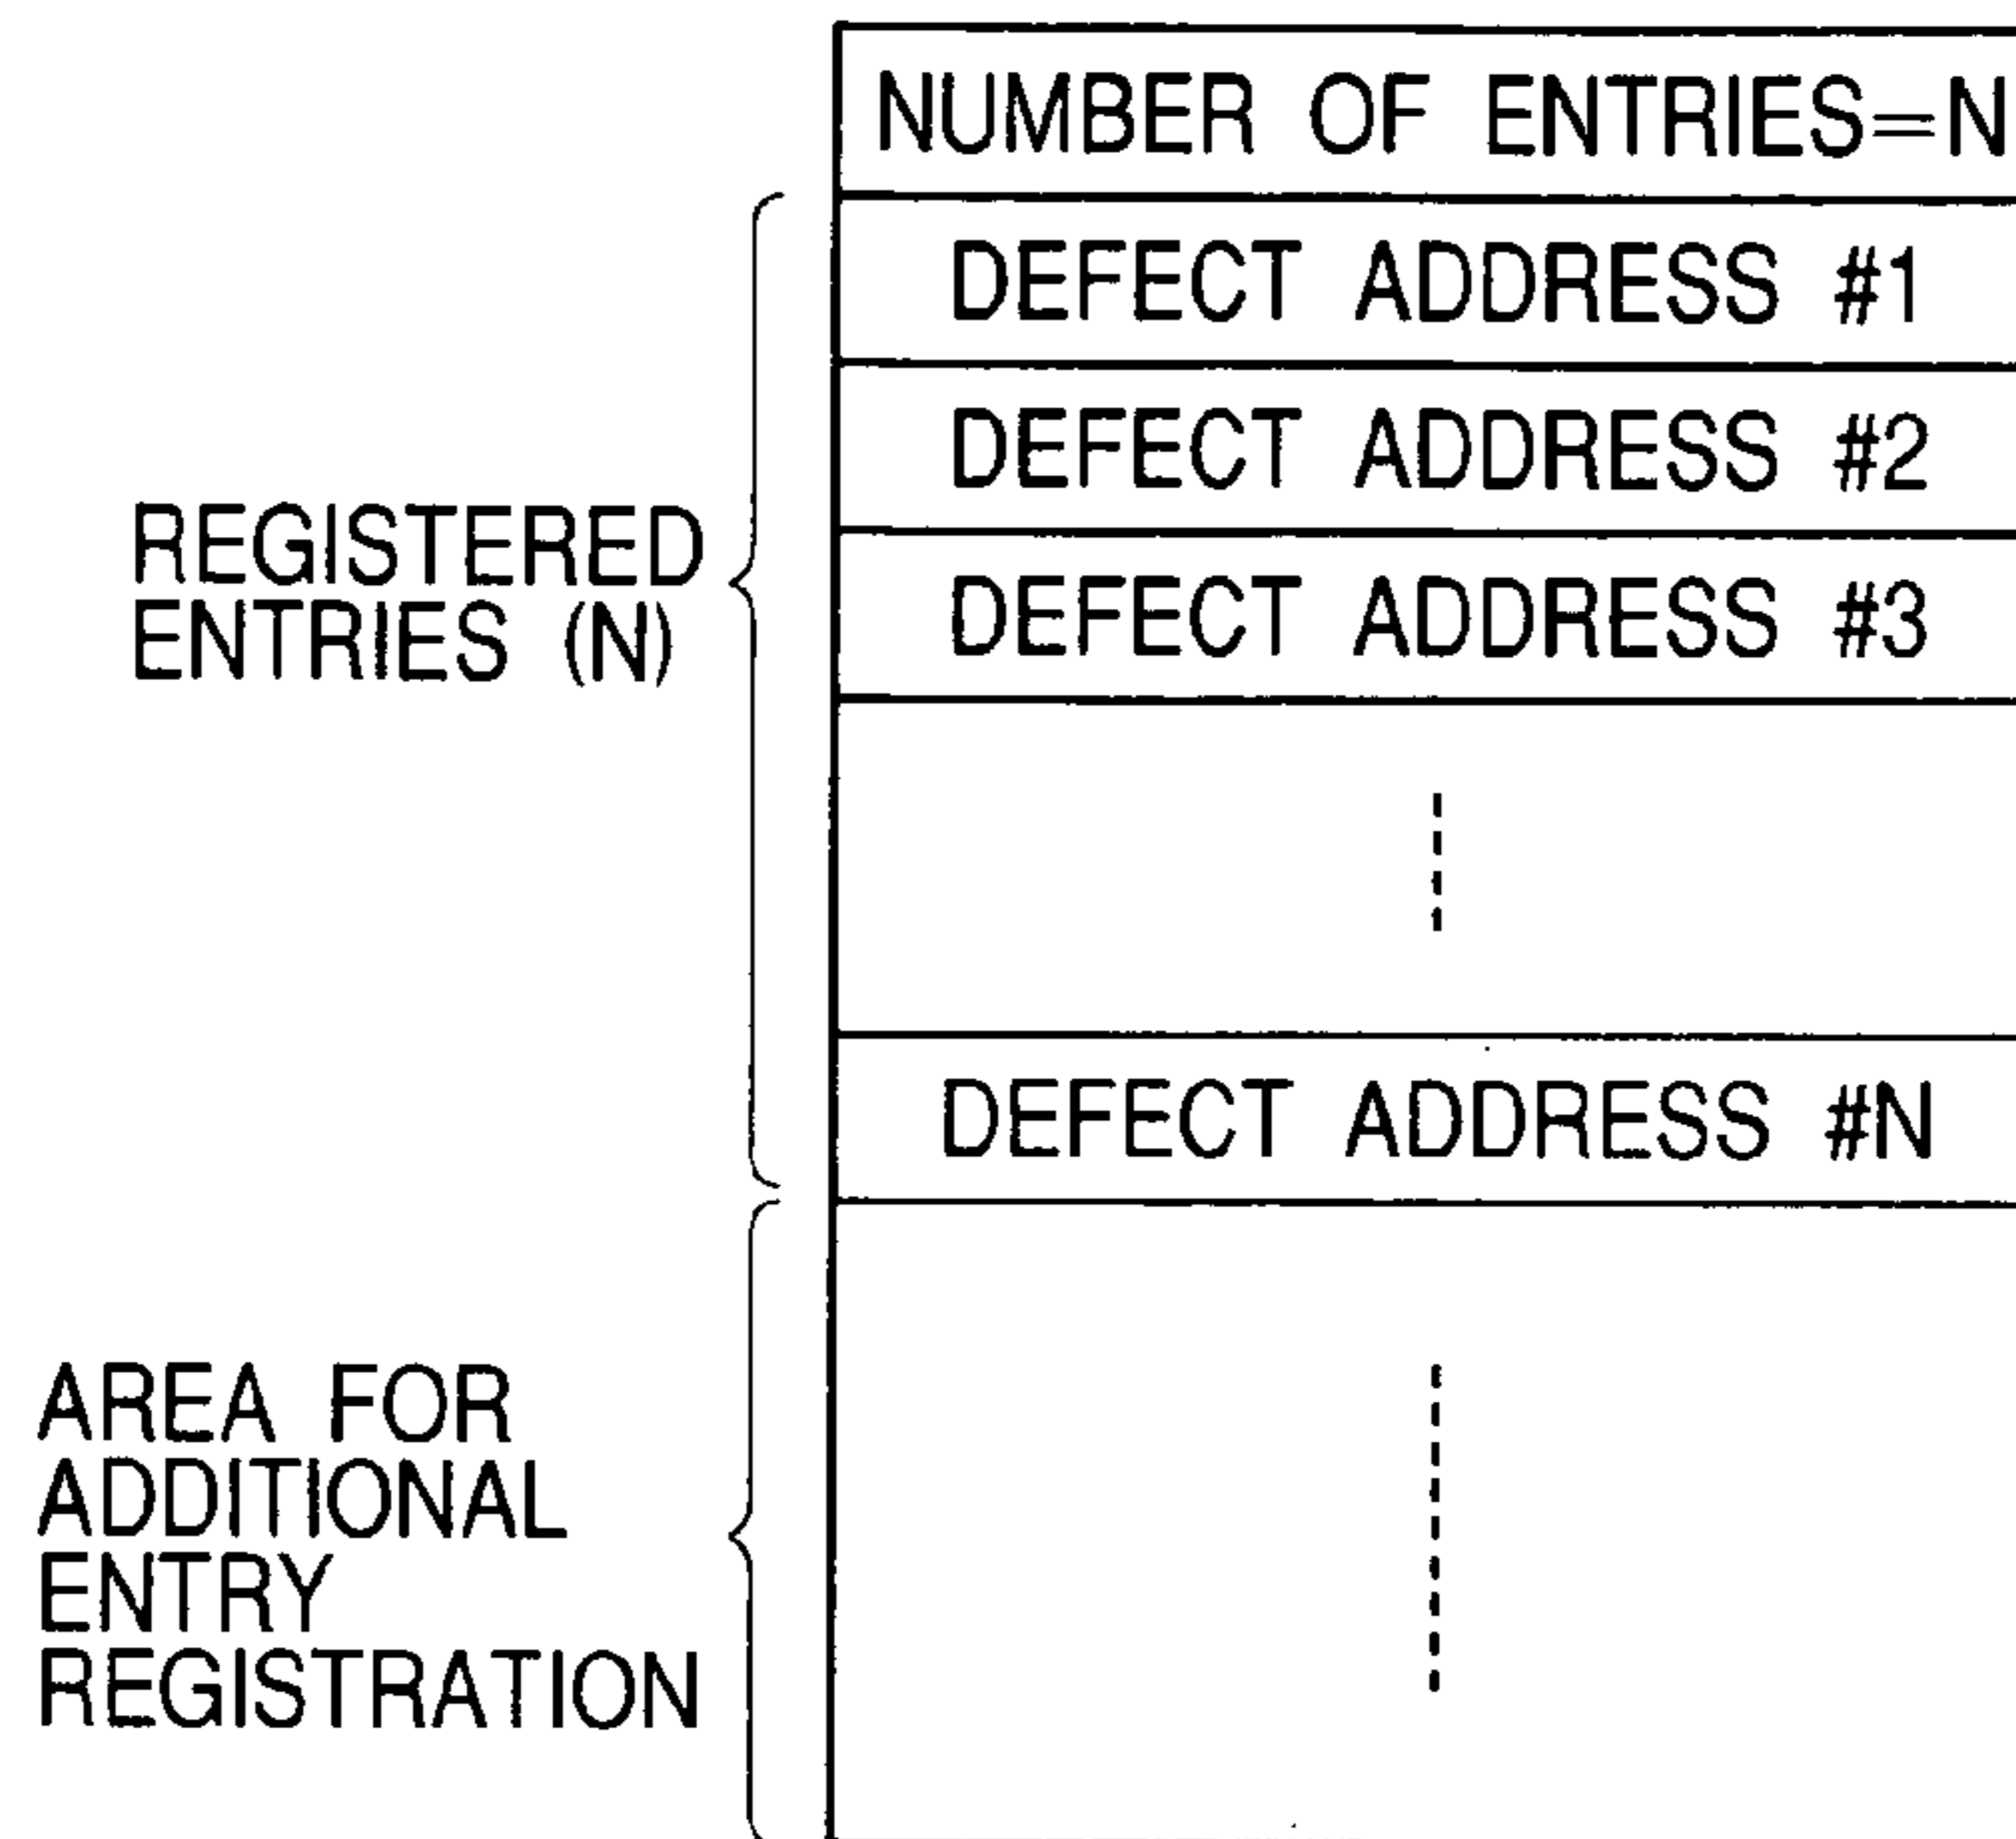 NUMBER OF ENTRIES=N
DEFECT ADDRESS #1
DEFECT ADDRESS #2
DEFECT ADDRESS #3
REGISTERED
ENTRIES (N)
DEFECT ADDRESS #N
AREA FOR
ADDITIONAL
ENTRY
REGISTRATION